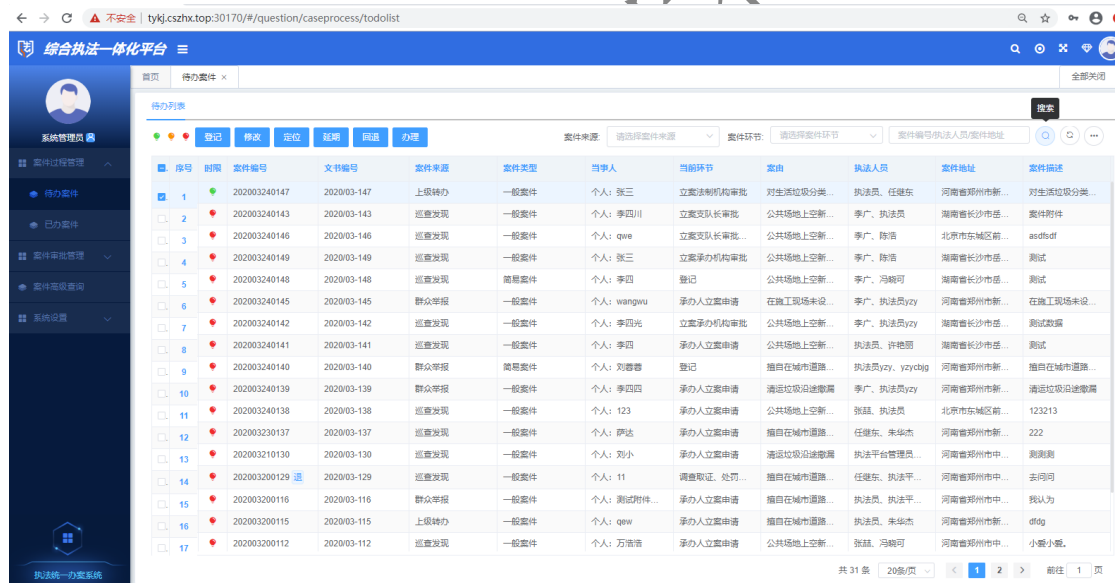 不安全 | tykj.cszhx.top:30170/#/question/caseprocess/todolist
综合执法一体化平台
首页 待办案件 × 全部关闭
系统管理员
案件过程管理
待办案件
已办案件
案件审批管理
案件高级查询
系统设置
执法统一办案系统
待办列表
搜索
登记 修改 定位 延期 回退 办理 案件来源: 请选择案件来源 案件环节: 请选择案件环节 案件编号/执法人员/案件地址
序号 时限 案件编号 文书编号 案件来源 案件类型 当事人 当前环节 案由 执法人员 案件地址 案件描述
1 202003240147 2020/03-147 上级转办 一般案件 个人: 张三 立案法制机构审批 对生活垃圾分类... 执法员、任继东 河南省郑州市新... 对生活垃圾分类...
2 202003240143 2020/03-143 巡查发现 一般案件 个人: 李四川 立案支队长审批 公共场地上空新... 李广、执法员 湖南省长沙市岳... 案件附件
3 202003240146 2020/03-146 巡查发现 一般案件 个人: qwe 立案支队长审批... 公共场地上空新... 李广、陈浩 北京市东城区前... asdfsdf
4 202003240149 2020/03-149 巡查发现 一般案件 个人: 张三 立案承办机构审批 公共场地上空新... 李广、陈浩 湖南省长沙市岳... 测试
5 202003240148 2020/03-148 巡查发现 简易案件 个人: 李四 登记 公共场地上空新... 李广、冯晓可 湖南省长沙市岳... 测试
6 202003240145 2020/03-145 群众举报 一般案件 个人: wangwu 承办人立案申请 在施工现场未设... 李广、执法员yzy 河南省郑州市新... 在施工现场未设...
7 202003240142 2020/03-142 巡查发现 一般案件 个人: 李四光 立案承办机构审批 公共场地上空新... 李广、执法员yzy 湖南省长沙市岳... 测试数据
8 202003240141 2020/03-141 巡查发现 一般案件 个人: 李四 承办人立案申请 公共场地上空新... 执法员、许艳丽 湖南省长沙市岳... 测试
9 202003240140 2020/03-140 群众举报 简易案件 个人: 刘蓉蓉 登记 擅自在城市道路... 执法员yzy、yzycbjg 河南省郑州市新... 擅自在城市道路...
10 202003240139 2020/03-139 群众举报 一般案件 个人: 李四四 承办人立案申请 清运垃圾沿途撒漏 李广、执法员yzy 河南省郑州市新... 清运垃圾沿途撒漏
11 202003240138 2020/03-138 巡查发现 一般案件 个人: 123 承办人立案申请 公共场地上空新... 张喆、执法员 北京市东城区前... 123213
12 202003230137 2020/03-137 巡查发现 一般案件 个人: 萨达 承办人立案申请 擅自在城市道路... 任继东、朱华杰 河南省郑州市新... 222
13 202003210130 2020/03-130 巡查发现 一般案件 个人: 刘小 承办人立案申请 清运垃圾沿途撒漏 执法平台管理员... 河南省郑州市新... 测测测
14 202003200129 退 2020/03-129 巡查发现 一般案件 个人: 11 调查取证、处罚... 擅自在城市道路... 任继东、执法平... 河南省郑州市中... 去问问
15 202003200116 2020/03-116 群众举报 一般案件 个人: 测试附件... 承办人立案申请 擅自在城市道路... 执法员、执法平... 河南省郑州市中... 我认为
16 202003200115 2020/03-115 上级转办 一般案件 个人: qew 承办人立案申请 擅自在城市道路... 执法员、朱华杰 河南省郑州市新... dfdg
17 202003200112 2020/03-112 巡查发现 一般案件 个人: 万浩浩 承办人立案申请 公共场地上空新... 张喆、冯晓可 河南省郑州市中... 小爱小爱。
共 31 条 20条/页 1 2 前往 1 页